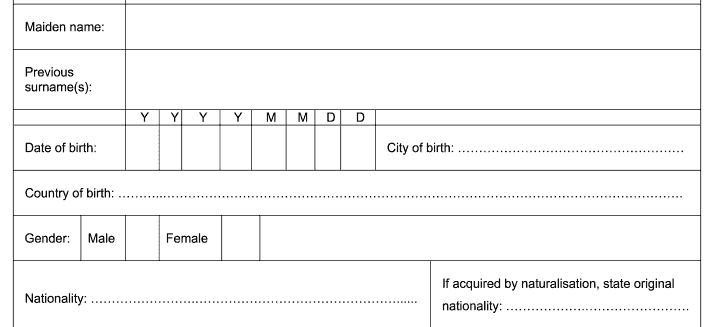 Maiden name:
Previous
surname(s):
Y Y Y Y M M D D
Date of birth:
City of birth: ……………………………………………
Country of birth: ………...…………………………………………………………………………………………………
Gender: Male Female
Nationality: ……………………………………………………………......
If acquired by naturalisation, state original
nationality: …………………………………